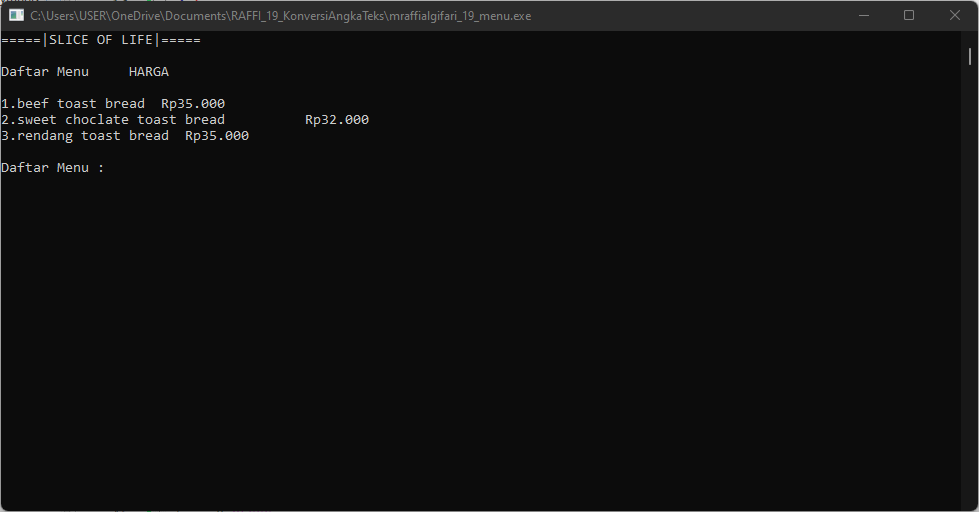 C:\Users\USER\OneDrive\Documents\RAFFI_19_KonversiAngkaTeks\mraffialgifari_19_menu.exe
=====|SLICE OF LIFE|=====
Daftar Menu     HARGA
1.beef toast bread  Rp35.000
2.sweet choclate toast bread          Rp32.000
3.rendang toast bread  Rp35.000
Daftar Menu :